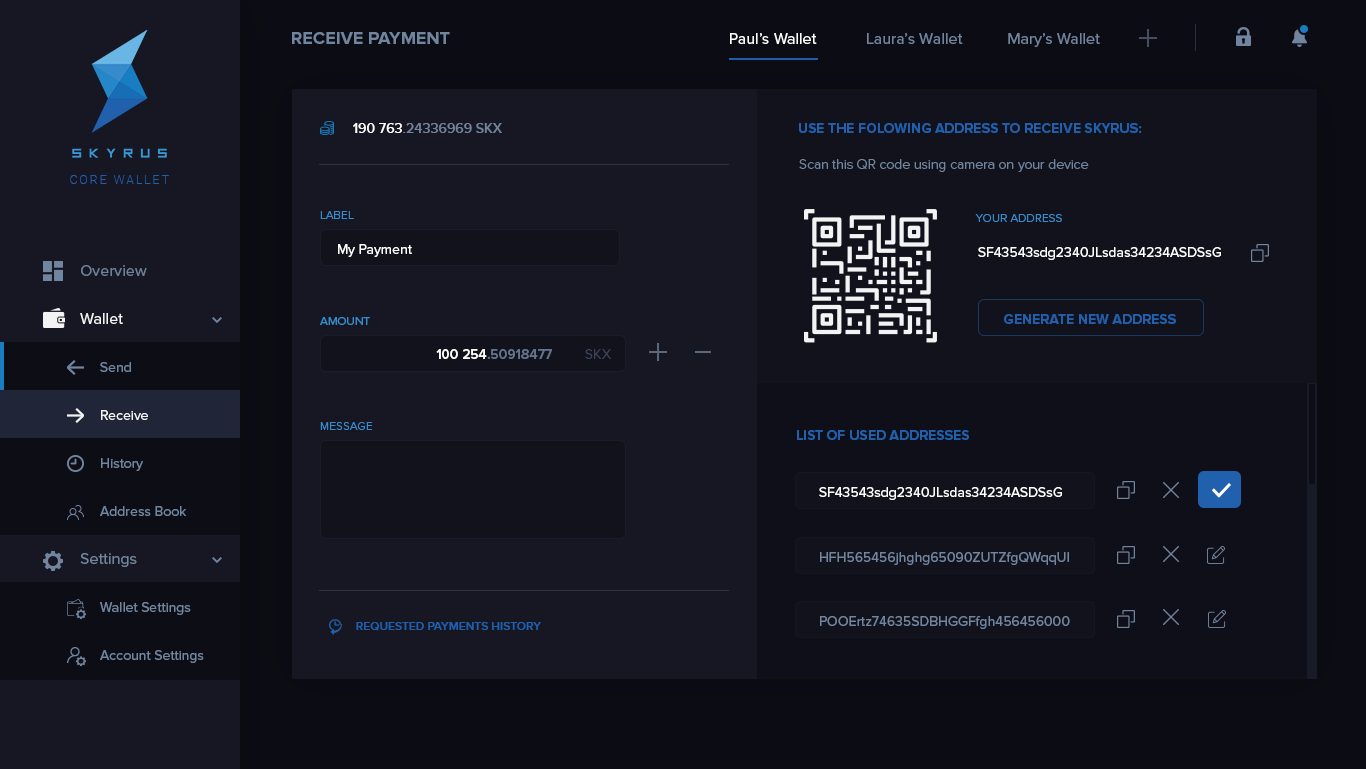 SKYRUS
CORE WALLET
Overview
Wallet
Send
Receive
History
Address Book
Settings
Wallet Settings
Account Settings
RECEIVE PAYMENT
Paul's Wallet
Laura's Wallet
Mary's Wallet
190 763.24336969 SKX
LABEL
My Payment
AMOUNT
100 254.50918477 SKX
MESSAGE
REQUESTED PAYMENTS HISTORY
USE THE FOLOWING ADDRESS TO RECEIVE SKYRUS:
Scan this QR code using camera on your device
YOUR ADDRESS
SF43543sdg2340JLsdas34234ASDSsG
GENERATE NEW ADDRESS
LIST OF USED ADDRESSES
SF43543sdg2340JLsdas34234ASDSsG
HFH565456jhghg65090ZUTZfgQWqqUI
POOErtz74635SDBHGGFfgh456456000